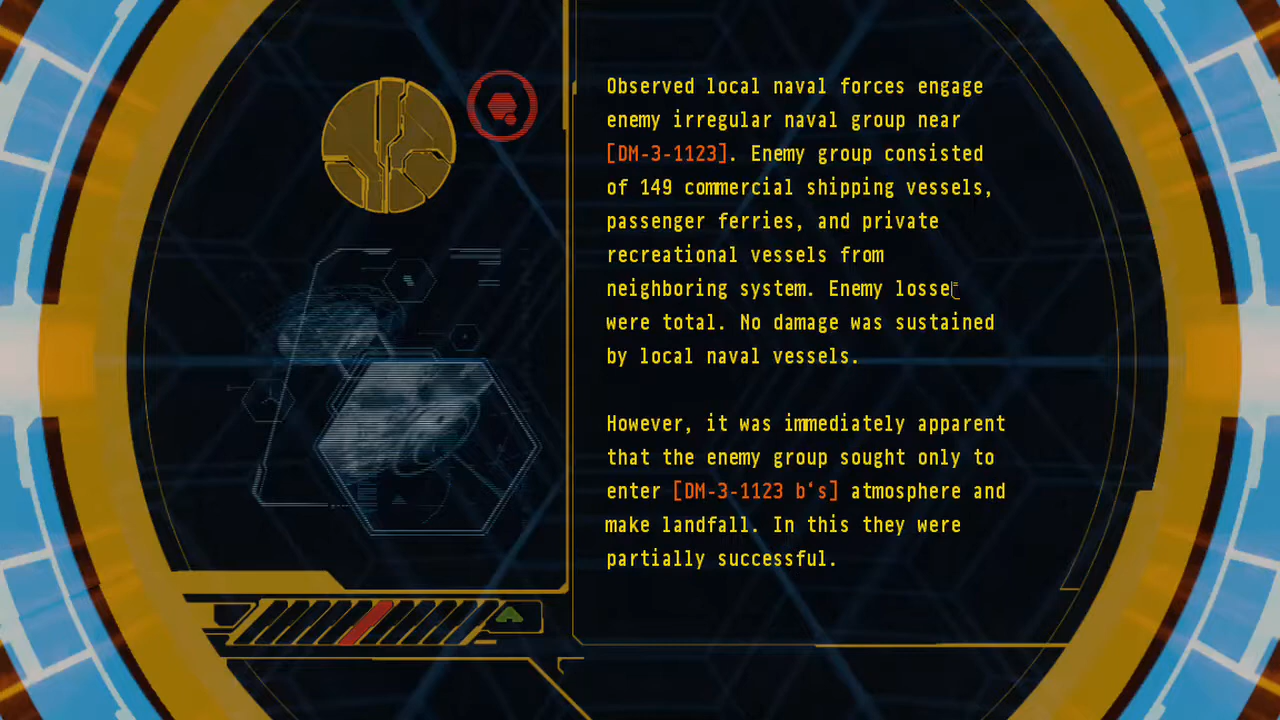 Observed local naval forces engage
enemy irregular naval group near
[DM-3-1123]. Enemy group consisted
of 149 commercial shipping vessels,
passenger ferries, and private
recreational vessels from
neighboring system. Enemy losses
were total. No damage was sustained
by local naval vessels.
However, it was immediately apparent
that the enemy group sought only to
enter [DM-3-1123 b's] atmosphere and
make landfall. In this they were
partially successful.